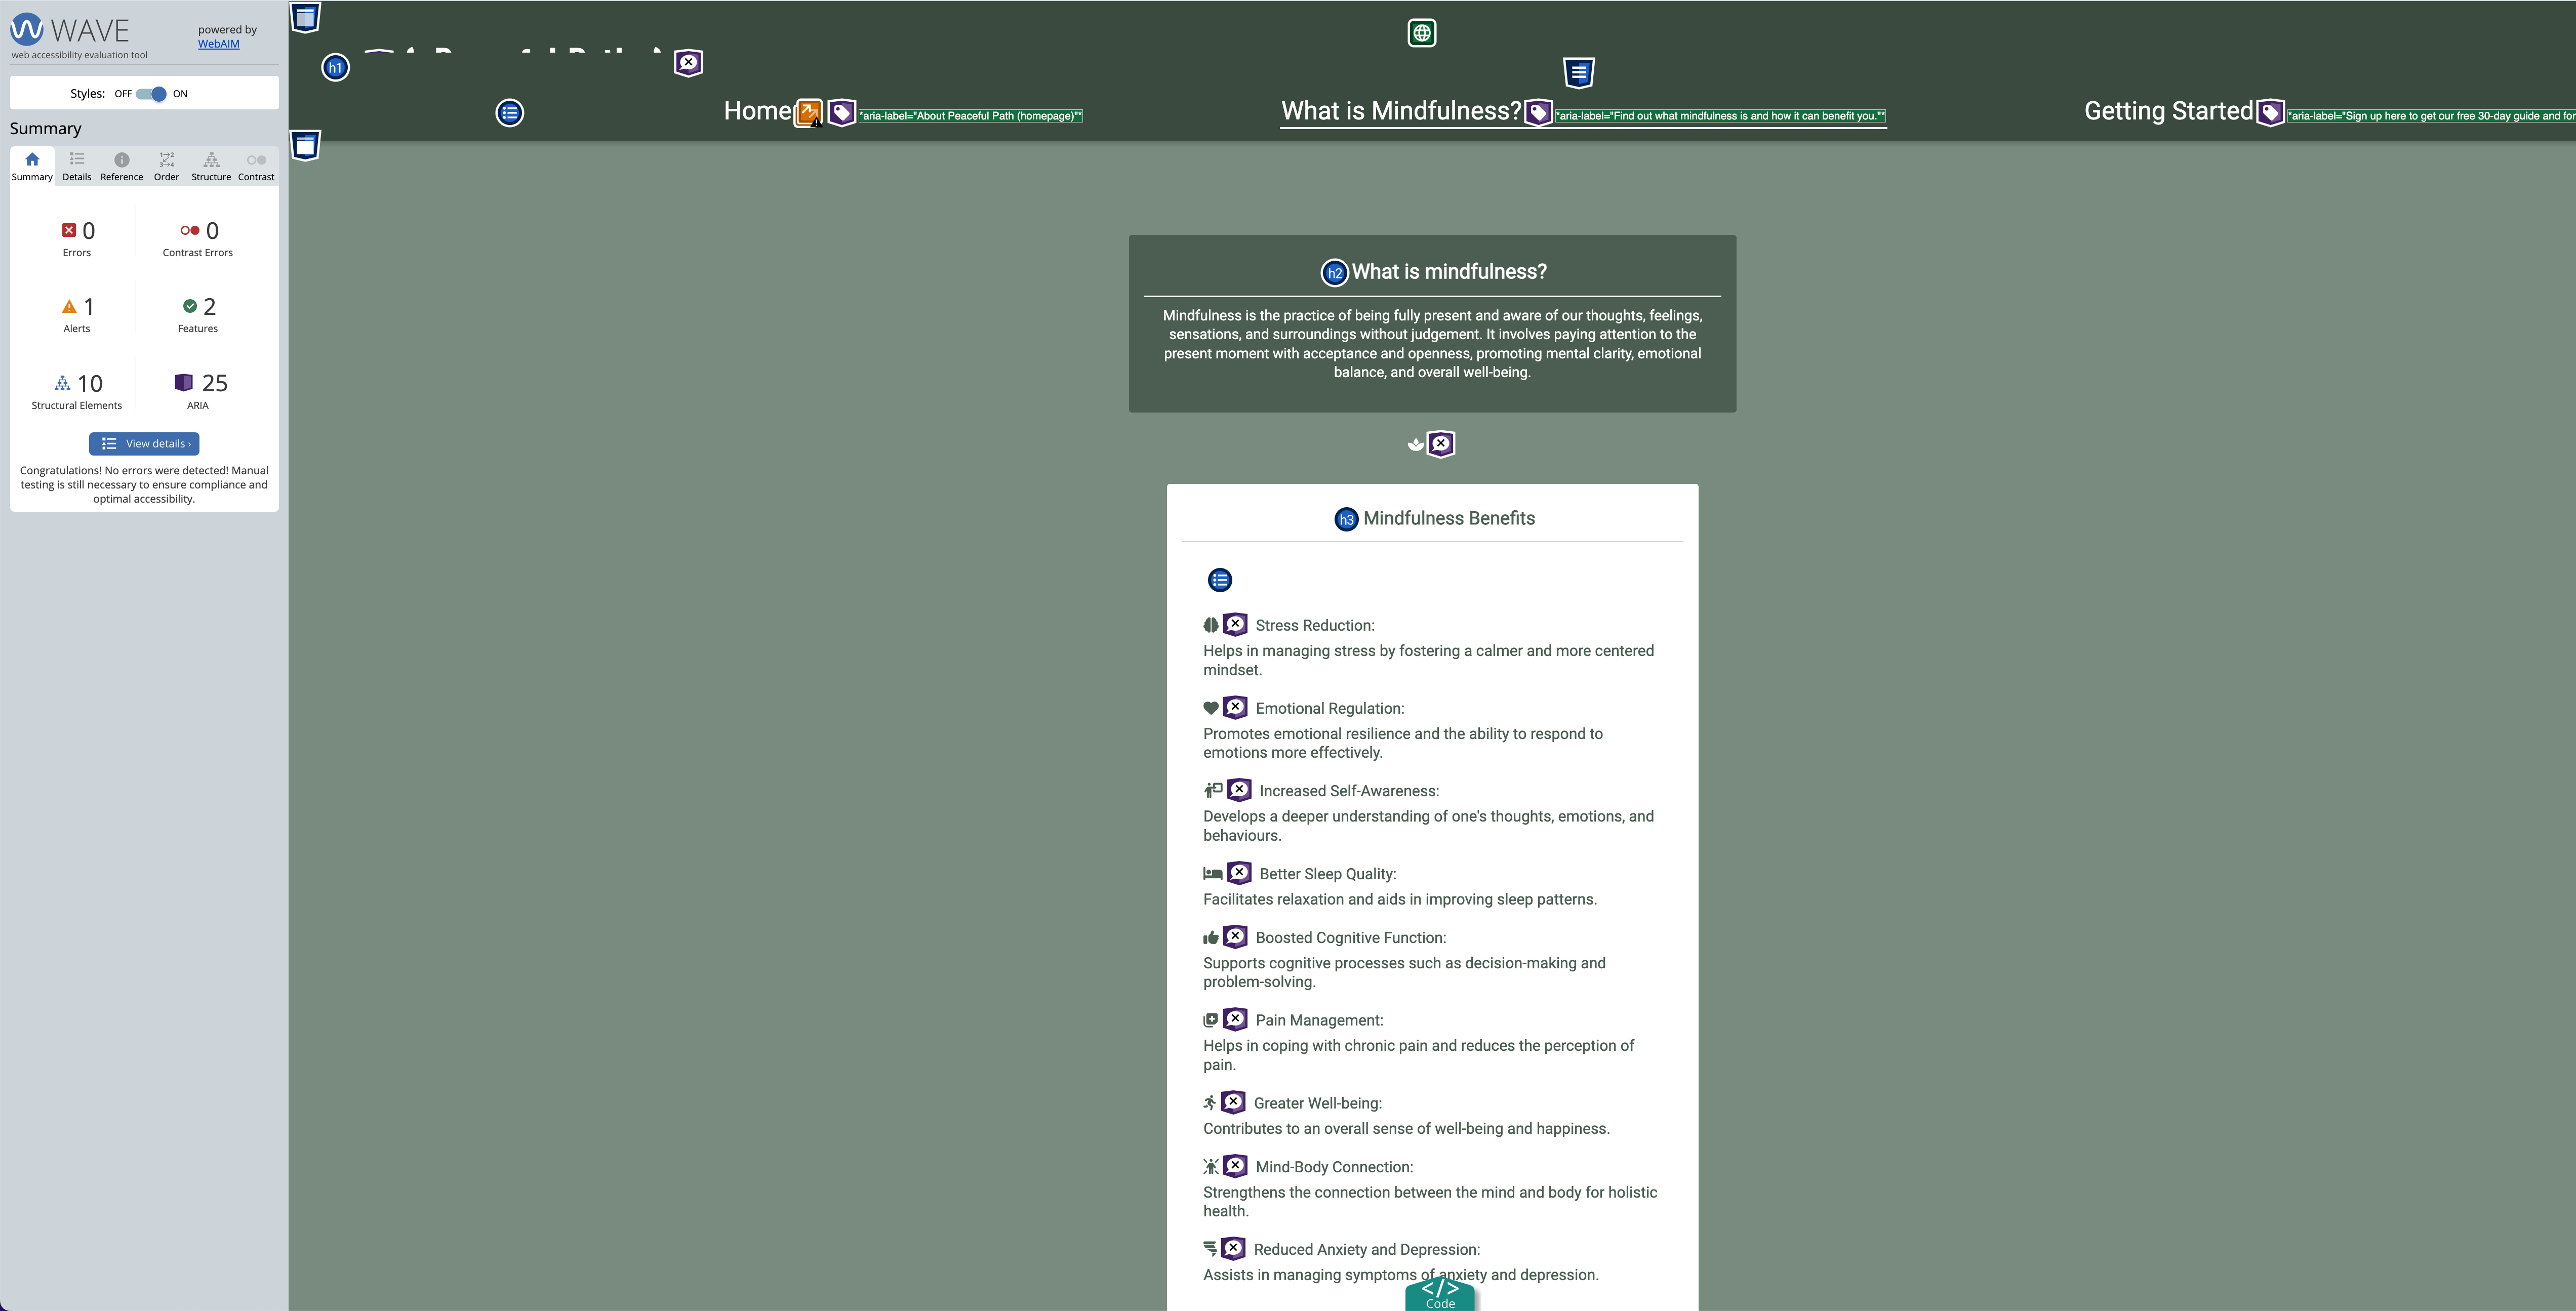 WAVE
web accessibility evaluation tool
powered by
WebAIM
Styles: OFF ON
Summary
Summary Details Reference Order Structure Contrast
0
Errors
0
Contrast Errors
1
Alerts
2
Features
10
Structural Elements
25
ARIA
View details ›
Congratulations! No errors were detected! Manual
testing is still necessary to ensure compliance and
optimal accessibility.
h1
Home *aria-label="About Peaceful Path (homepage)"*
What is Mindfulness? *aria-label="Find out what mindfulness is and how it can benefit you."*
Getting Started *aria-label="Sign up here to get our free 30-day guide and for
h2 What is mindfulness?
Mindfulness is the practice of being fully present and aware of our thoughts, feelings,
sensations, and surroundings without judgement. It involves paying attention to the
present moment with acceptance and openness, promoting mental clarity, emotional
balance, and overall well-being.
h3 Mindfulness Benefits
Stress Reduction:
Helps in managing stress by fostering a calmer and more centered
mindset.
Emotional Regulation:
Promotes emotional resilience and the ability to respond to
emotions more effectively.
Increased Self-Awareness:
Develops a deeper understanding of one's thoughts, emotions, and
behaviours.
Better Sleep Quality:
Facilitates relaxation and aids in improving sleep patterns.
Boosted Cognitive Function:
Supports cognitive processes such as decision-making and
problem-solving.
Pain Management:
Helps in coping with chronic pain and reduces the perception of
pain.
Greater Well-being:
Contributes to an overall sense of well-being and happiness.
Mind-Body Connection:
Strengthens the connection between the mind and body for holistic
health.
Reduced Anxiety and Depression:
Assists in managing symptoms of anxiety and depression.
</>
Code